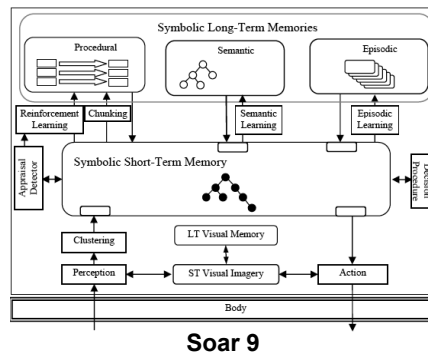 Symbolic Long-Term Memories
Procedural
Semantic
Episodic
Reinforcement
Learning
Chunking
Semantic
Learning
Episodic
Learning
Symbolic Short-Term Memory
Appraisal
Detector
Decision
Procedure
Clustering
LT Visual Memory
Perception
ST Visual Imagery
Action
Body
Soar 9